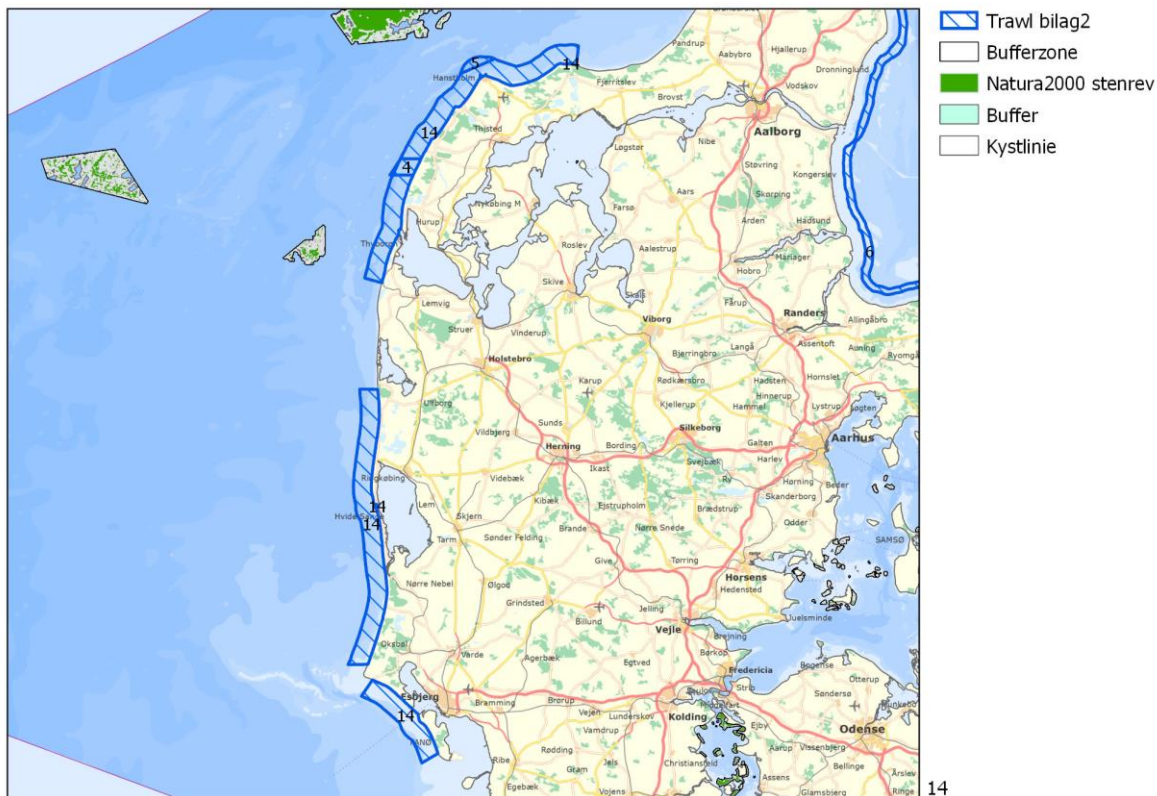 Trawl bilag2
Bufferzone
Natura2000 stenrev
Buffer
Kystlinie
Pandrup
Hjallerup
Aabybro
Dronninglund
5
14
Hanstholm
Fjerritslev
Vodskov
Brovst
14
Thisted
Aalborg
Nibe
Løgstør
4
Støvring
Kongerslev
Aars
Skørping
Nykøbing M
Farsø
Hurup
Arden
Hadsund
Thyborøn
Roslev
Aalestrup
Mariager
6
Hobro
Skive
Skals
Lemvig
Fårup
Struer
Viborg
Randers
Allingåbro
Vinderup
Langå
Assentoft
Auning
Bjerringbro
Ryomgå
Holstebro
Hornslet
Karup
Rødkærsbro
Hadsten
Hinnerup
Ulfborg
Kjellerup
Hammel
Lystrup
Løgten
Sunds
Vildbjerg
Silkeborg
Aarhus
Herning
Bording
Galten
Ikast
Svejbæk
Harlev
Ringkøbing
Videbæk
Ry
Hørning
Beder
Kibæk
Skanderborg
Lem
Ejstrupholm
14
Hvide Sande
Brædstrup
14
Skjern
Brande
Nørre Snede
Odder
Tarm
Sønder Felding
SAMSØ
Give
Tørring
Horsens
Nørre Nebel
Ølgod
Hedensted
Grindsted
Jelling
Billund
Juelsminde
Vejle
Brejning
Oksbøl
Varde
Agerbæk
Egtved
Børkop
Bogense
Fredericia
Otterup
Esbjerg
Strib
Søndersø
Munkebo
Bramming
Brørup
Middelfart
14
Vejen
Lunderskov
Kolding
Odense
FANØ
Vamdrup
Ejby
Vissenbjerg
Rødding
Aarup
Ribe
Bellinge
Gram
Jels
Christiansfeld
Assens
Årslev
Egebæk
Vojens
Glamsbjerg
Ringe
14